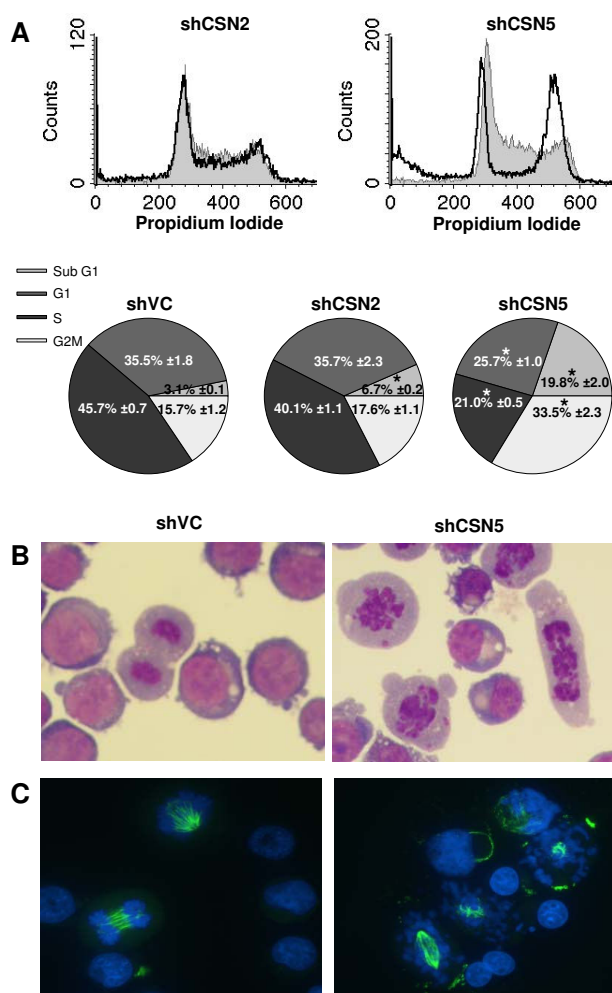 A
shCSN2
shCSN5
120
Counts
0
0 200 400 600
Propidium Iodide
200
Counts
0
0 200 400 600
Propidium Iodide
Sub G1
G1
S
G2M
shVC
35.5% ±1.8
3.1% ±0.1
45.7% ±0.7
15.7% ±1.2
shCSN2
35.7% ±2.3
*
6.7% ±0.2
40.1% ±1.1
17.6% ±1.1
shCSN5
*
25.7% ±1.0
*
19.8% ±2.0
*
21.0% ±0.5
*
33.5% ±2.3
shVC
shCSN5
B
C